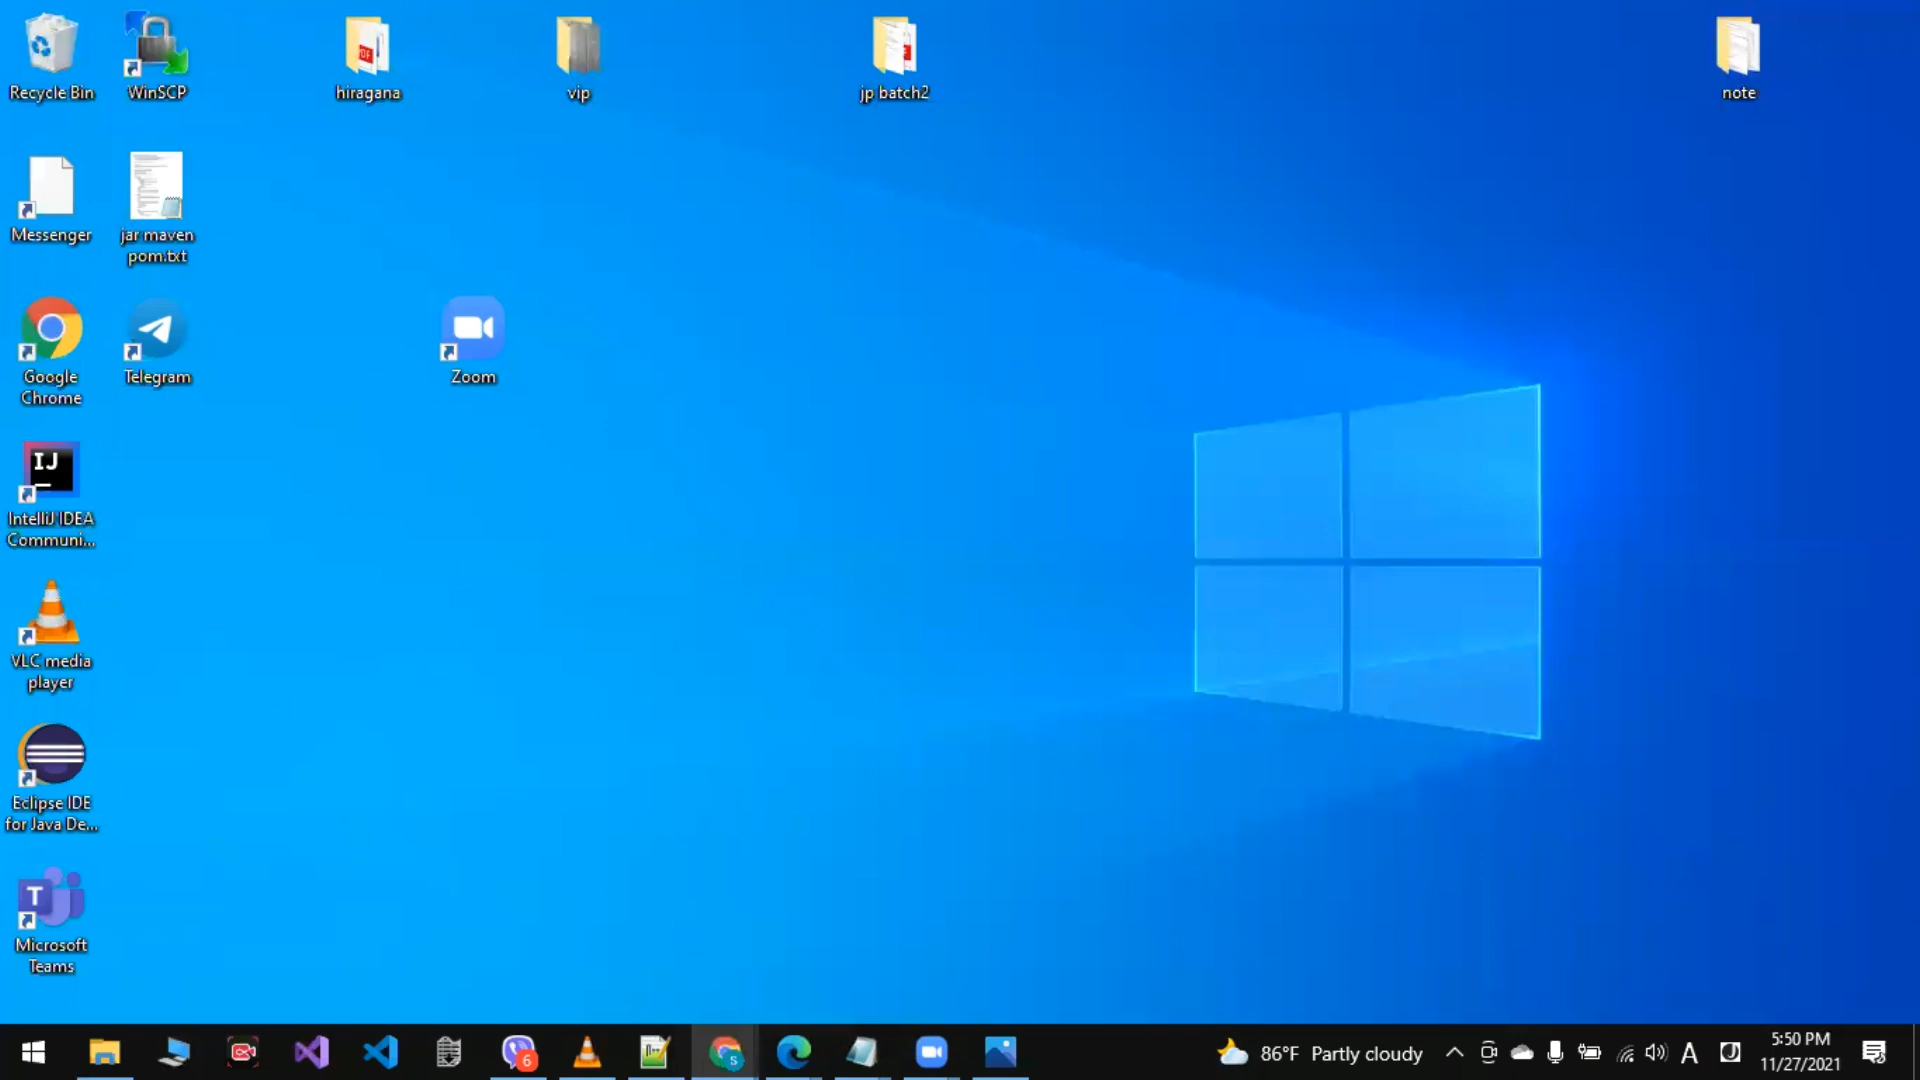 Recycle Bin
WinSCP
hiragana
vip
jp batch2
note
Messenger
jar maven
pom.txt
Google
Chrome
Telegram
Zoom
IJ
IntelliJ IDEA
Communi...
VLC media
player
Eclipse IDE
for Java De...
T
Microsoft
Teams
6
S
86°F Partly cloudy
A
J
5:50 PM
11/27/2021